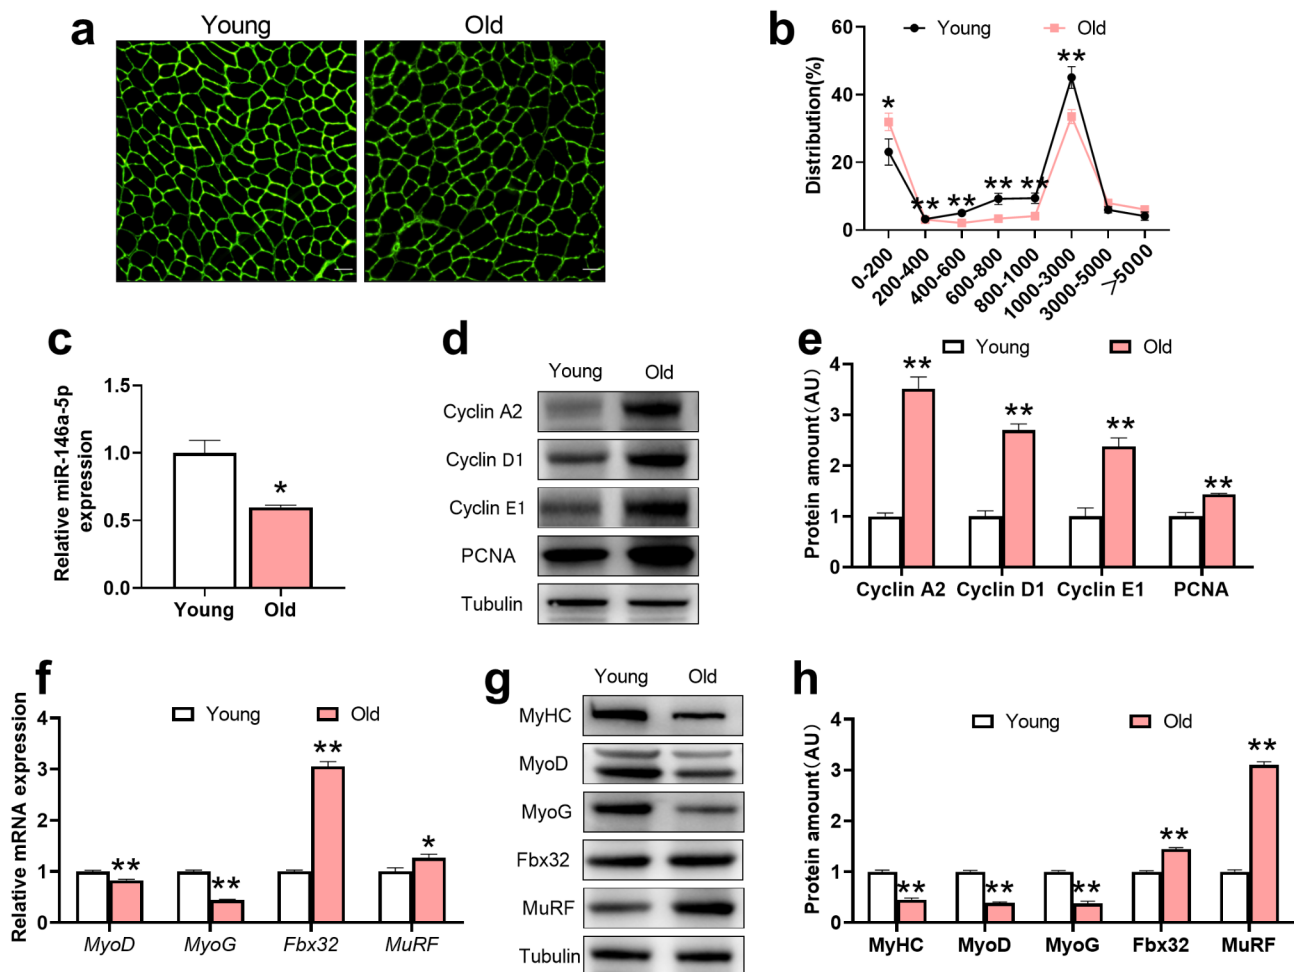 a
Young
Old
b
Young
Old
Distribution(%)
60
40
20
0
*
**
**
**
**
**
0-200
200-400
400-600
600-800
800-1000
1000-3000
3000-5000
>5000
c
Relative miR-146a-5p
expression
1.5
1.0
0.5
0.0
*
Young
Old
d
Young
Old
Cyclin A2
Cyclin D1
Cyclin E1
PCNA
Tubulin
e
Young
Old
Protein amount(AU)
4
3
2
1
0
**
**
**
**
Cyclin A2
Cyclin D1
Cyclin E1
PCNA
f
Young
Old
Relative mRNA expression
4
3
2
1
0
**
**
**
*
MyoD
MyoG
Fbx32
MuRF
g
Young
Old
MyHC
MyoD
MyoG
Fbx32
MuRF
Tubulin
h
Young
Old
Protein amount(AU)
4
3
2
1
0
**
**
**
**
**
MyHC
MyoD
MyoG
Fbx32
MuRF